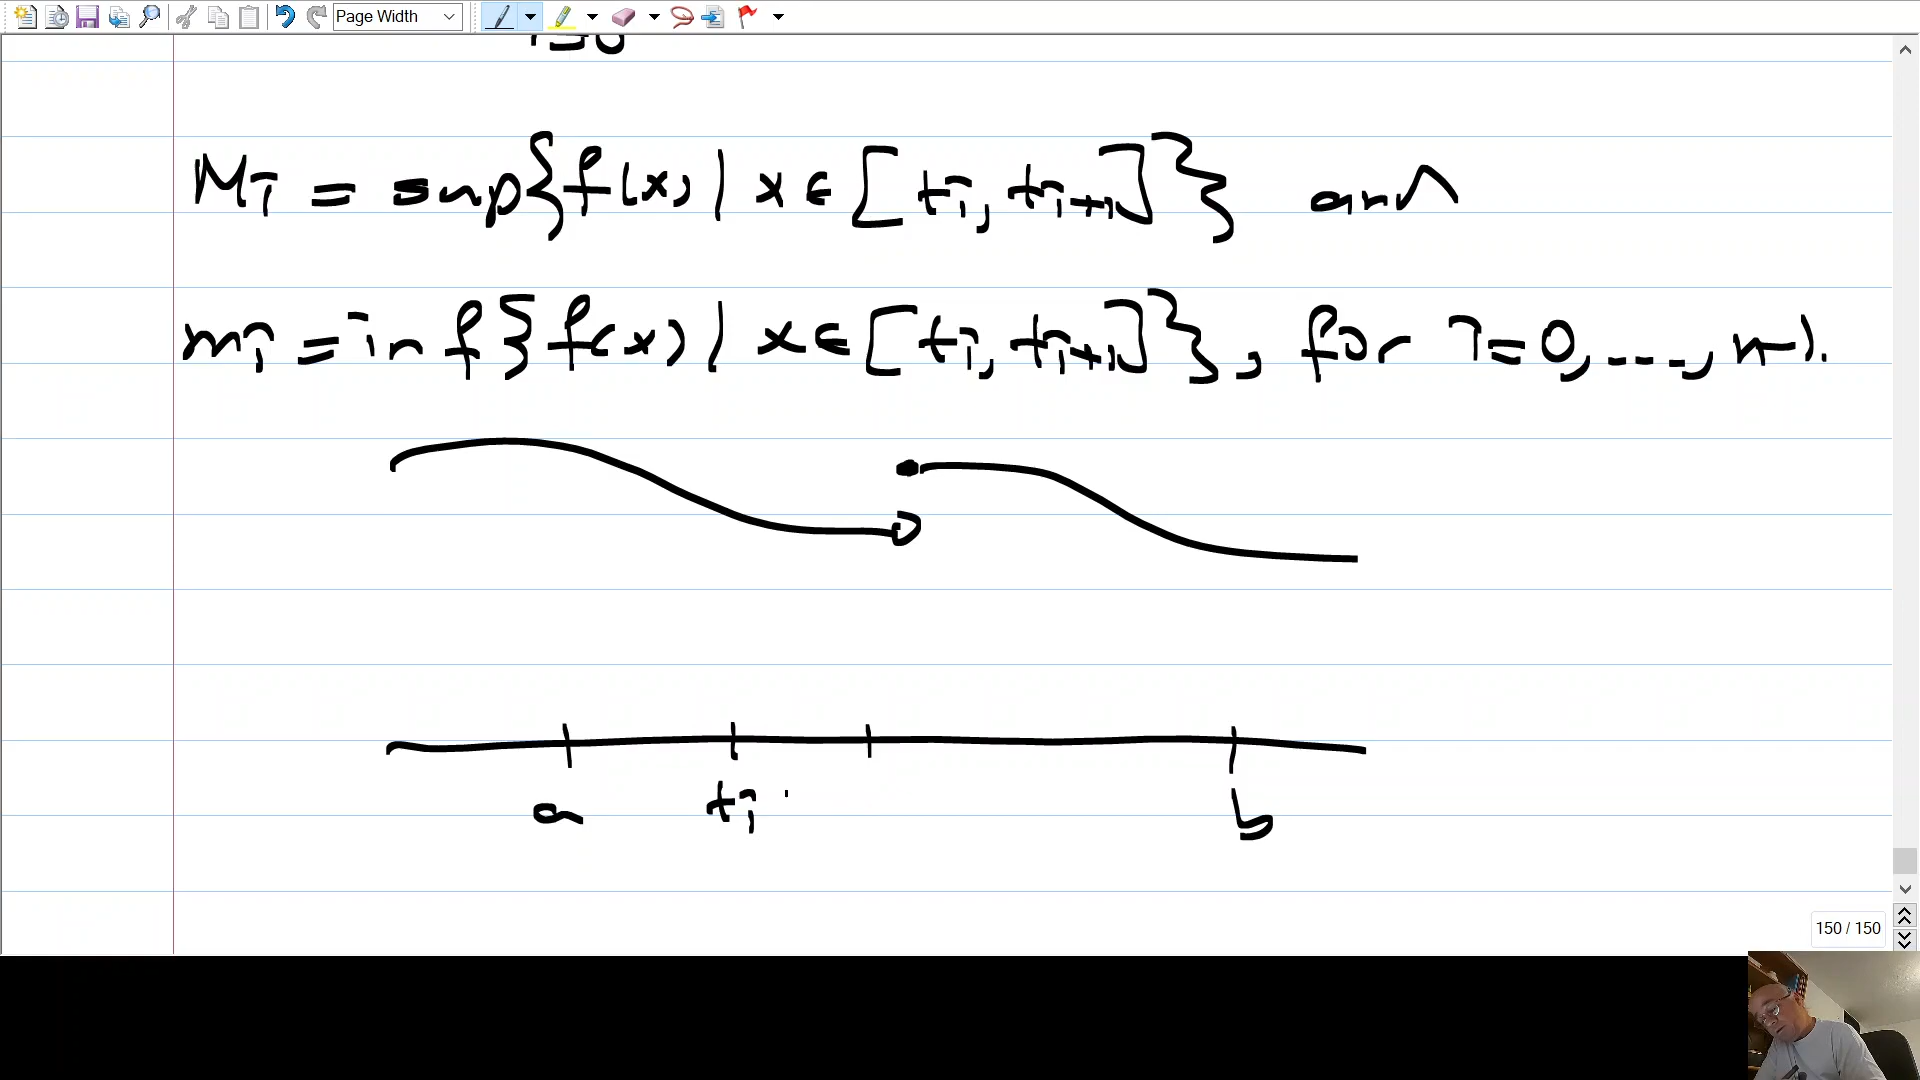 Page Width
i=0
Mi = sup{f(x) | x ∈ [ti, ti+1]} and
mi = inf{f(x) | x ∈ [ti, ti+1]}, for i=0,...,n-1.
a ti b
150 / 150